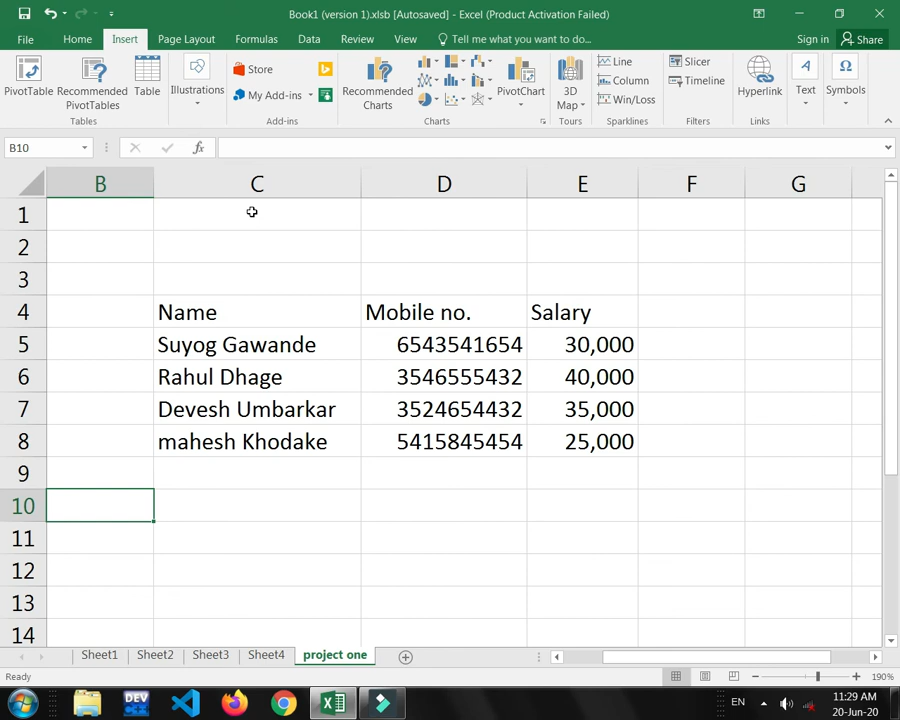 Book1 (version 1).xlsb [Autosaved] - Excel (Product Activation Failed)
File Home Insert Page Layout Formulas Data Review View Tell me what you want to do... Sign in Share
PivotTable Recommended PivotTables Table
Tables
Illustrations
Store
My Add-ins
Add-ins
Recommended Charts
PivotChart
Charts
3D Map
Tours
Line
Column
Win/Loss
Sparklines
Slicer
Timeline
Filters
Hyperlink
Links
Text
Symbols
B10 fx
B C D E F G
1
2
3
4 Name Mobile no. Salary
5 Suyog Gawande 6543541654 30,000
6 Rahul Dhage 3546555432 40,000
7 Devesh Umbarkar 3524654432 35,000
8 mahesh Khodake 5415845454 25,000
9
10
11
12
13
14
Sheet1 Sheet2 Sheet3 Sheet4 project one
Ready 190%
DEV
EN 11:29 AM
20-Jun-20